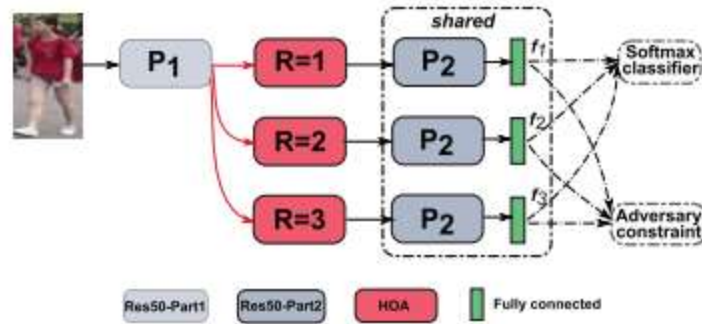 shared
P1
R=1
P2
f1
Softmax
classifier
R=2
P2
f2
R=3
P2
f3
Adversary
constraint
Res50-Part1
Res50-Part2
HOA
Fully connected